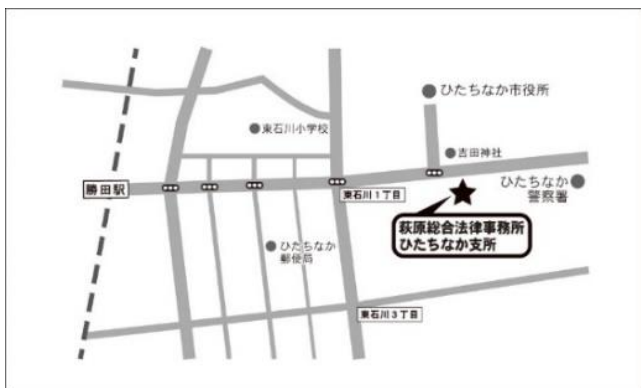 ひたちなか市役所
東石川小学校
吉田神社
勝田駅
東石川1丁目
ひたちなか
警察署
萩原総合法律事務所
ひたちなか支所
ひたちなか
郵便局
東石川3丁目